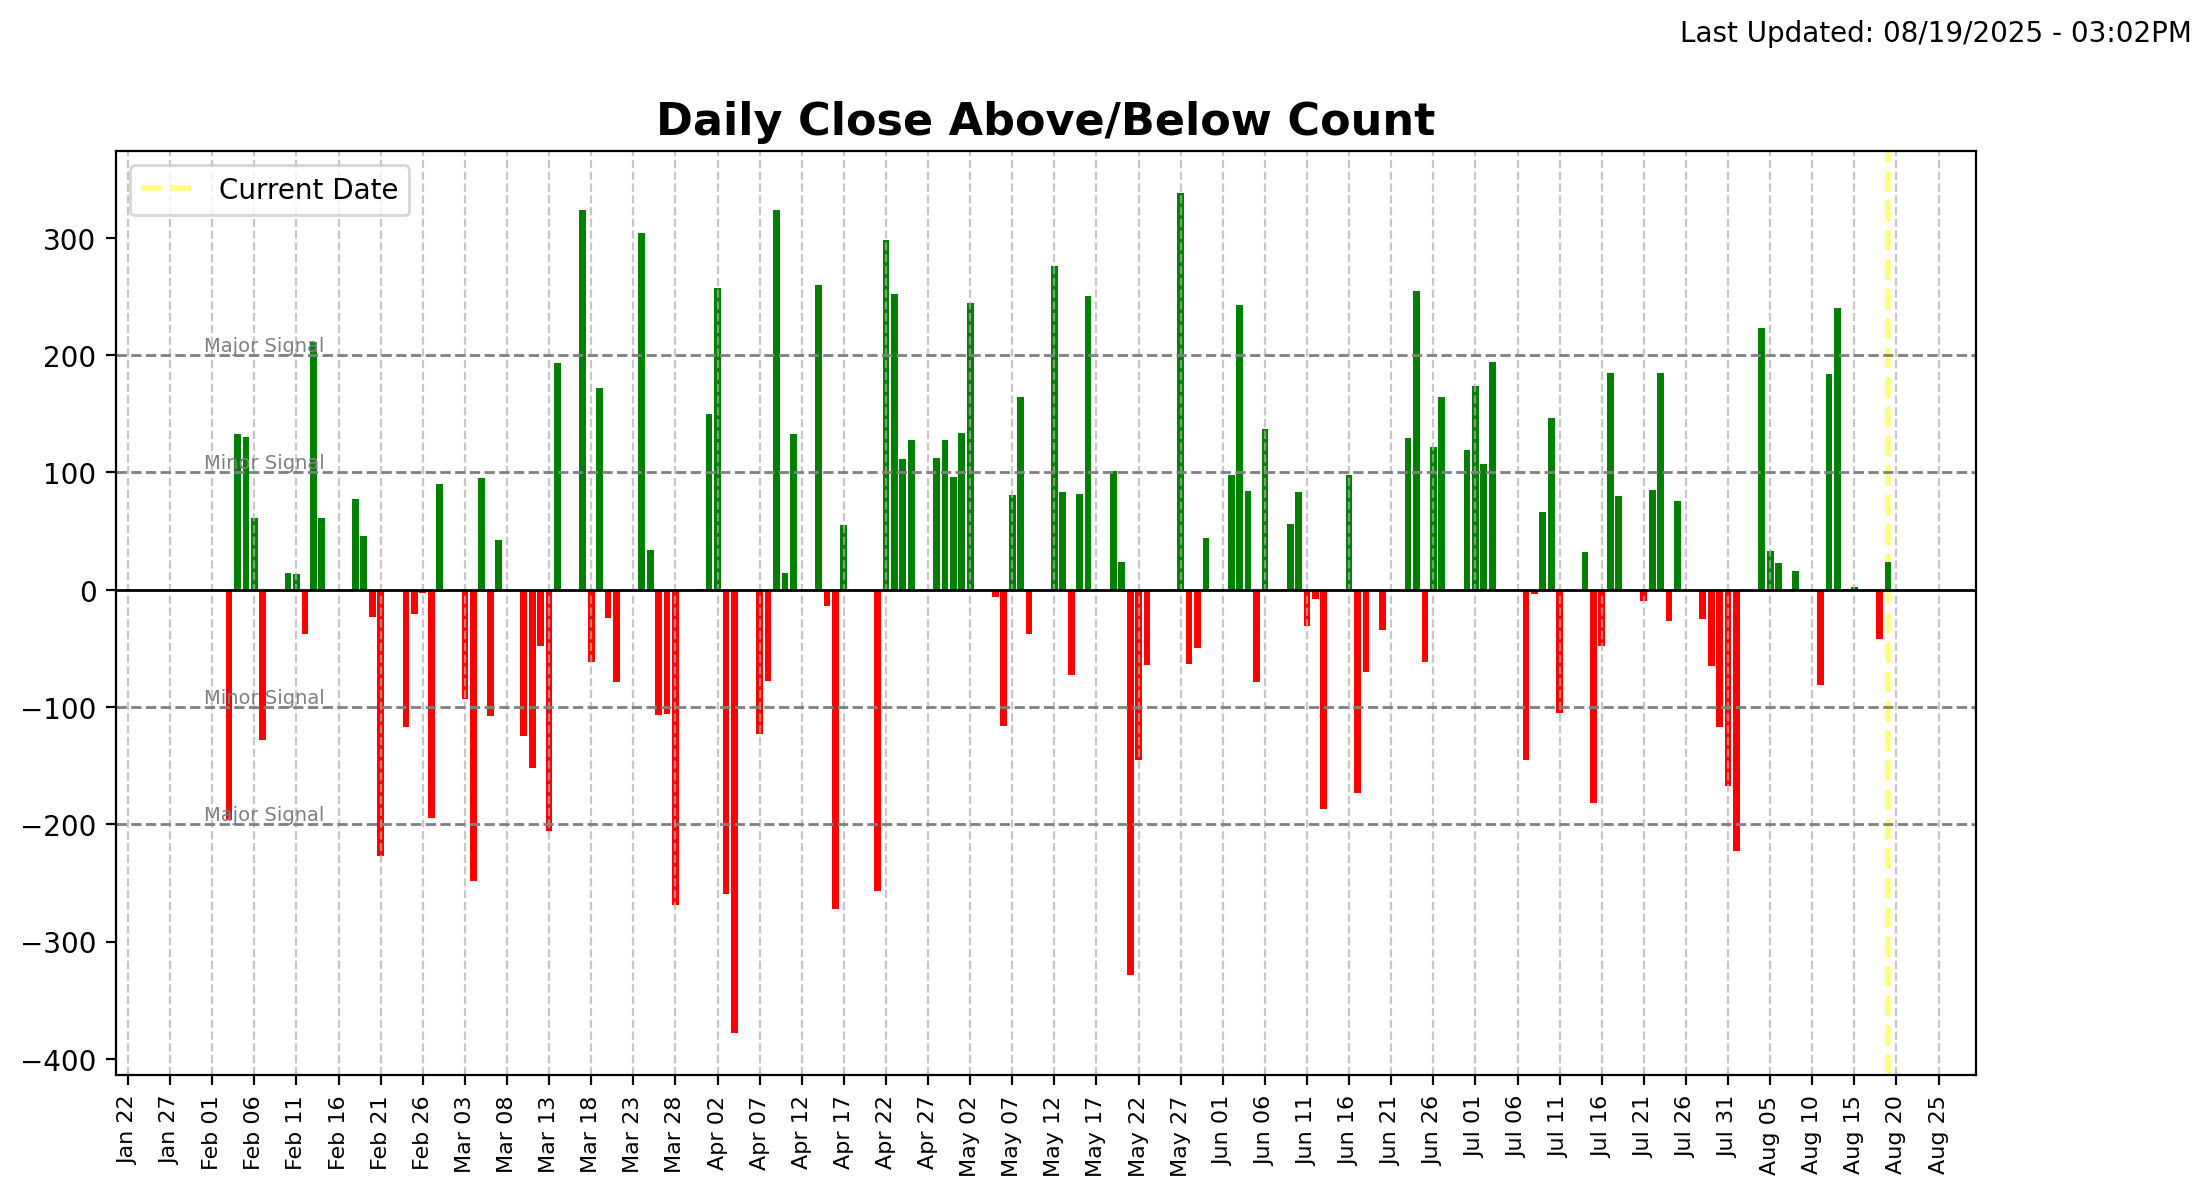 Last Updated: 08/19/2025 - 03:02PM
Daily Close Above/Below Count
Current Date
300
200
100
0
−100
−200
−300
−400
Major Signal
Minor Signal
Minor Signal
Major Signal
Jan 22
Jan 27
Feb 01
Feb 06
Feb 11
Feb 16
Feb 21
Feb 26
Mar 03
Mar 08
Mar 13
Mar 18
Mar 23
Mar 28
Apr 02
Apr 07
Apr 12
Apr 17
Apr 22
Apr 27
May 02
May 07
May 12
May 17
May 22
May 27
Jun 01
Jun 06
Jun 11
Jun 16
Jun 21
Jun 26
Jul 01
Jul 06
Jul 11
Jul 16
Jul 21
Jul 26
Jul 31
Aug 05
Aug 10
Aug 15
Aug 20
Aug 25